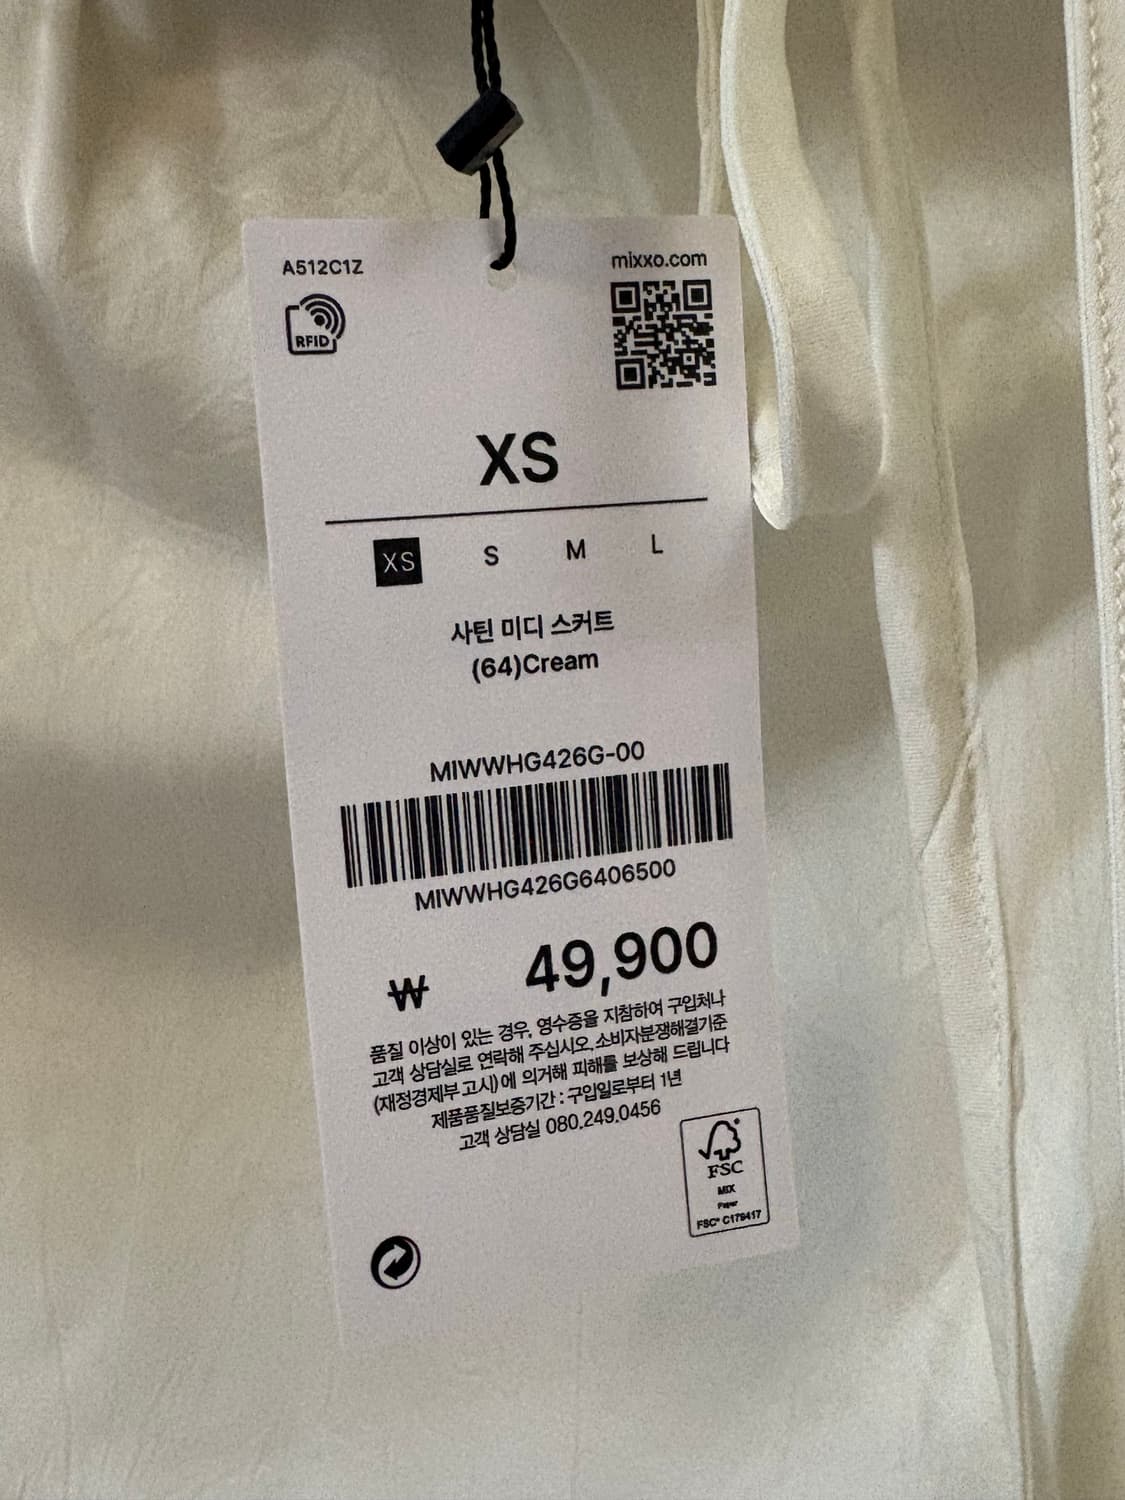 A512C1Z
mixxo.com
RFID
XS
XS S M L
사틴 미디 스커트
(64)Cream
MIWWHG426G-00
MIWWHG426G6406500
₩ 49,900
품질 이상이 있는 경우, 영수증을 지참하여 구입처나
고객 상담실로 연락해 주십시오.소비자분쟁해결기준
(재정경제부 고시)에 의거해 피해를 보상해 드립니다
제품품질보증기간 : 구입일로부터 1년
고객 상담실 080.249.0456
FSC
MIX
Paper
FSC® C179417